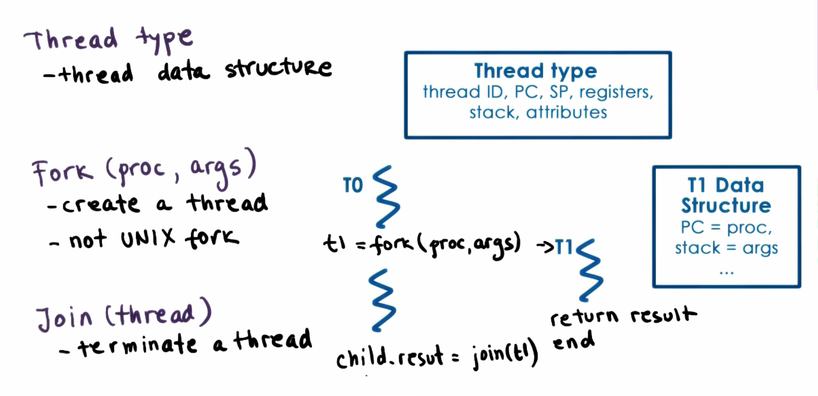 Thread type
-thread data structure
Thread type
thread ID, PC, SP, registers,
stack, attributes
Fork (proc, args)
-create a thread
- not UNIX fork
T0
t1 = fork(proc,args) →T1
T1 Data
Structure
PC = proc,
stack = args
...
Join (thread)
- terminate a thread
child.resut = join(t1)
return result
end